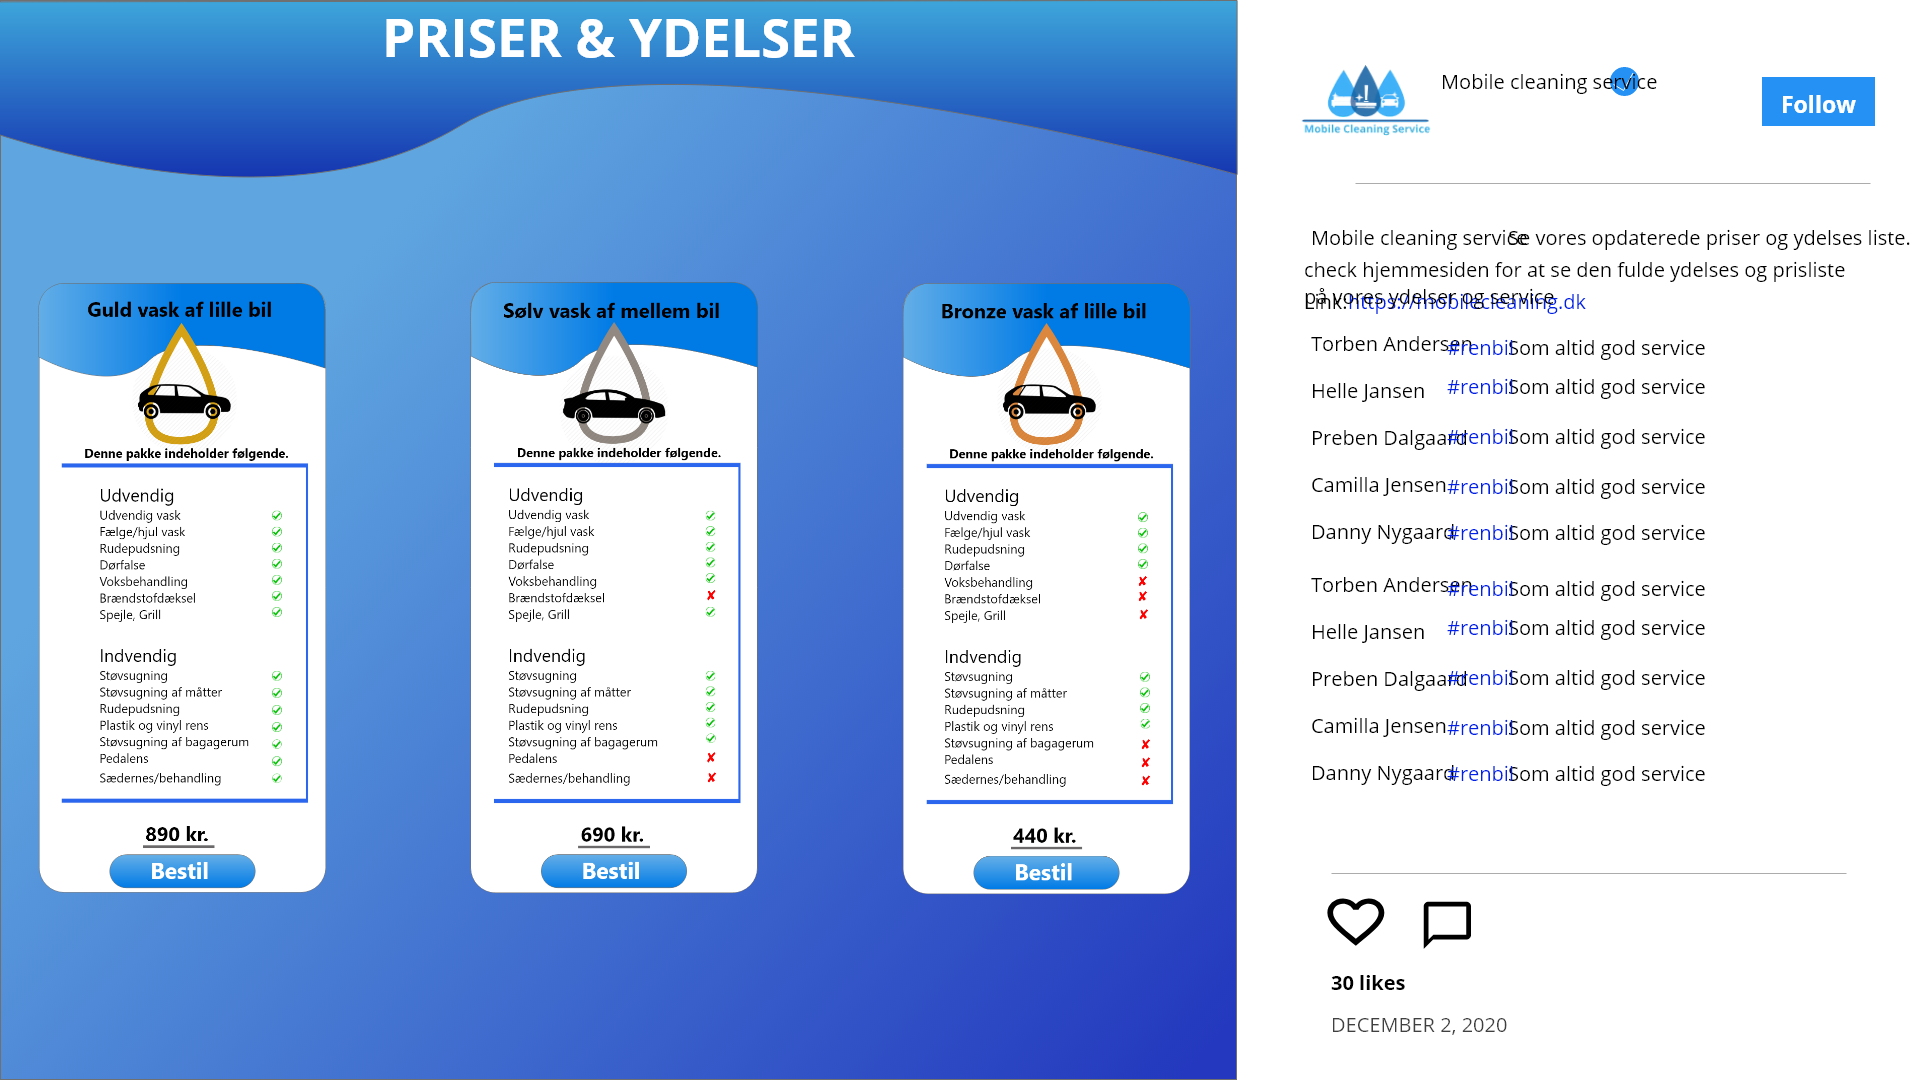 PRISER & YDELSER
Guld vask af lille bil
Denne pakke indeholder følgende.
Udvendig
Udvendig vask
Fælge/hjul vask
Rudepudsning
Dørfalse
Voksbehandling
Brændstofdæksel
Spejle, Grill
Indvendig
Støvsugning
Støvsugning af måtter
Rudepudsning
Plastik og vinyl rens
Støvsugning af bagagerum
Pedalens
Sædernes/behandling
890 kr.
Bestil
Sølv vask af mellem bil
Denne pakke indeholder følgende.
Udvendig
Udvendig vask
Fælge/hjul vask
Rudepudsning
Dørfalse
Voksbehandling
Brændstofdæksel
Spejle, Grill
Indvendig
Støvsugning
Støvsugning af måtter
Rudepudsning
Plastik og vinyl rens
Støvsugning af bagagerum
Pedalens
Sædernes/behandling
690 kr.
Bestil
Bronze vask af lille bil
Denne pakke indeholder følgende.
Udvendig
Udvendig vask
Fælge/hjul vask
Rudepudsning
Dørfalse
Voksbehandling
Brændstofdæksel
Spejle, Grill
Indvendig
Støvsugning
Støvsugning af måtter
Rudepudsning
Plastik og vinyl rens
Støvsugning af bagagerum
Pedalens
Sædernes/behandling
440 kr.
Bestil
Mobile Cleaning Service
Mobile cleaning service
Follow
Mobile cleaning service Se vores opdaterede priser og ydelses liste.
check hjemmesiden for at se den fulde ydelses og prisliste
på vores ydelser og service
Link:https://mobilecleaning.dk
Torben Andersen #renbil Som altid god service
Helle Jansen #renbil Som altid god service
Preben Dalgaard #renbil Som altid god service
Camilla Jensen #renbil Som altid god service
Danny Nygaard #renbil Som altid god service
Torben Andersen #renbil Som altid god service
Helle Jansen #renbil Som altid god service
Preben Dalgaard #renbil Som altid god service
Camilla Jensen #renbil Som altid god service
Danny Nygaard #renbil Som altid god service
30 likes
DECEMBER 2, 2020